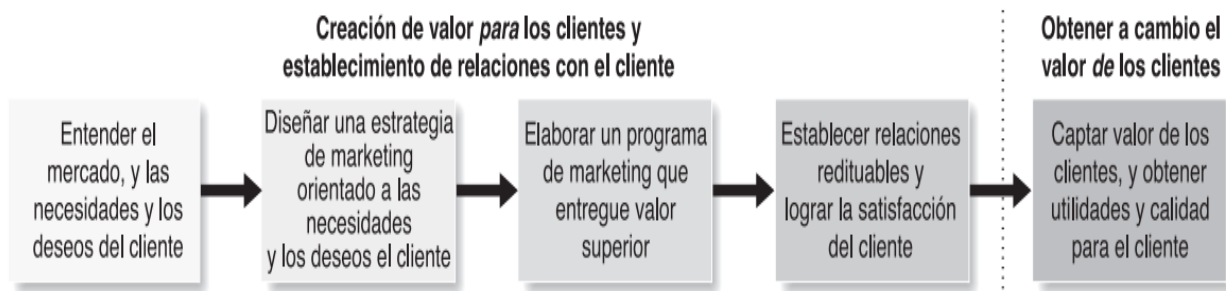 Creación de valor para los clientes y
establecimiento de relaciones con el cliente
Obtener a cambio el
valor de los clientes
Entender el
mercado, y las
necesidades y los
deseos del cliente
Diseñar una estrategia
de marketing
orientado a las
necesidades
y los deseos el cliente
Elaborar un programa
de marketing que
entregue valor
superior
Establecer relaciones
redituables y
lograr la satisfacción
del cliente
Captar valor de los
clientes, y obtener
utilidades y calidad
para el cliente